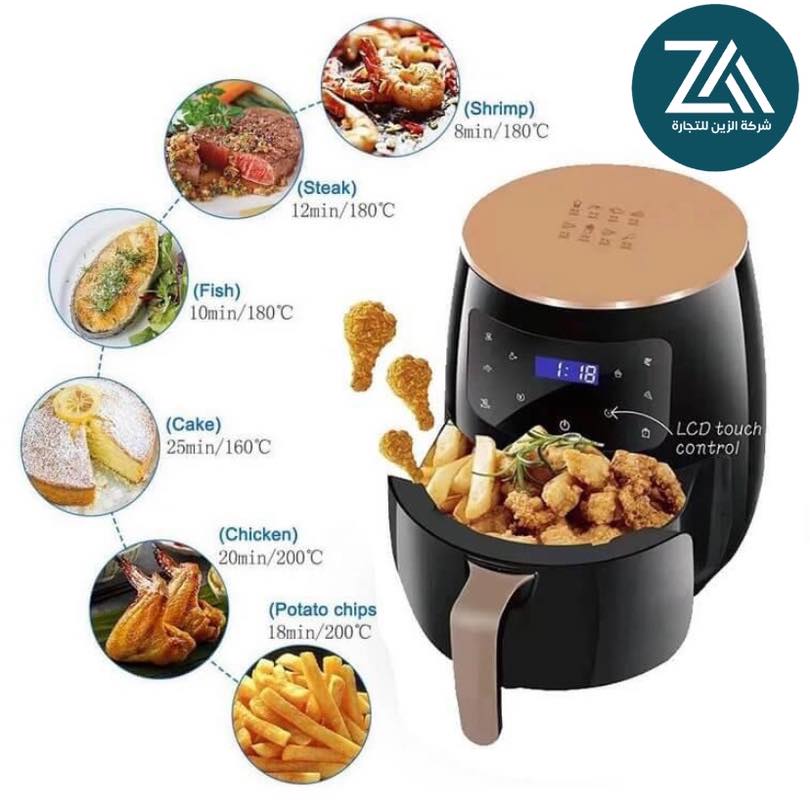 شركة الزين للتجارة
(Shrimp)
8min/180℃
(Steak)
12min/180℃
(Fish)
10min/180℃
(Cake)
25min/160℃
(Chicken)
20min/200℃
(Potato chips
18min/200℃
1:18
LCD touch
control